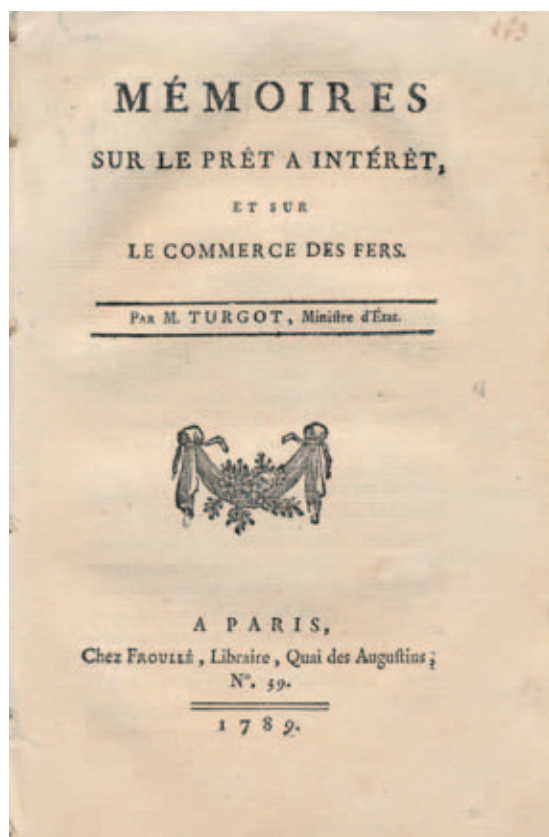 MÉMOIRES
SUR LE PRÊT A INTÉRÊT,
ET SUR
LE COMMERCE DES FERS.
PAR M. TURGOT, Miniſtre d'État.
A PARIS,
Chez FROULLÉ, Libraire, Quai des Auguſtins;
N°. 39.
1789.